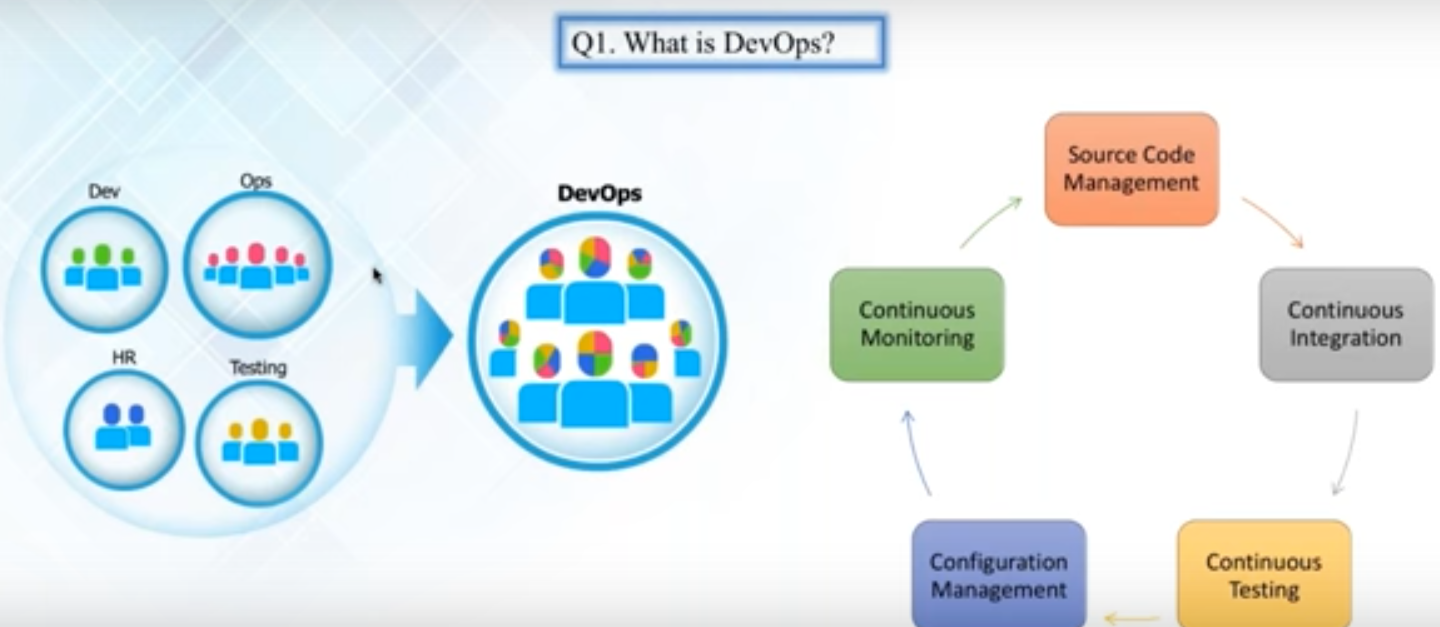 Q1. What is DevOps?
Dev
Ops
HR
Testing
DevOps
Source Code
Management
Continuous
Integration
Continuous
Testing
Configuration
Management
Continuous
Monitoring